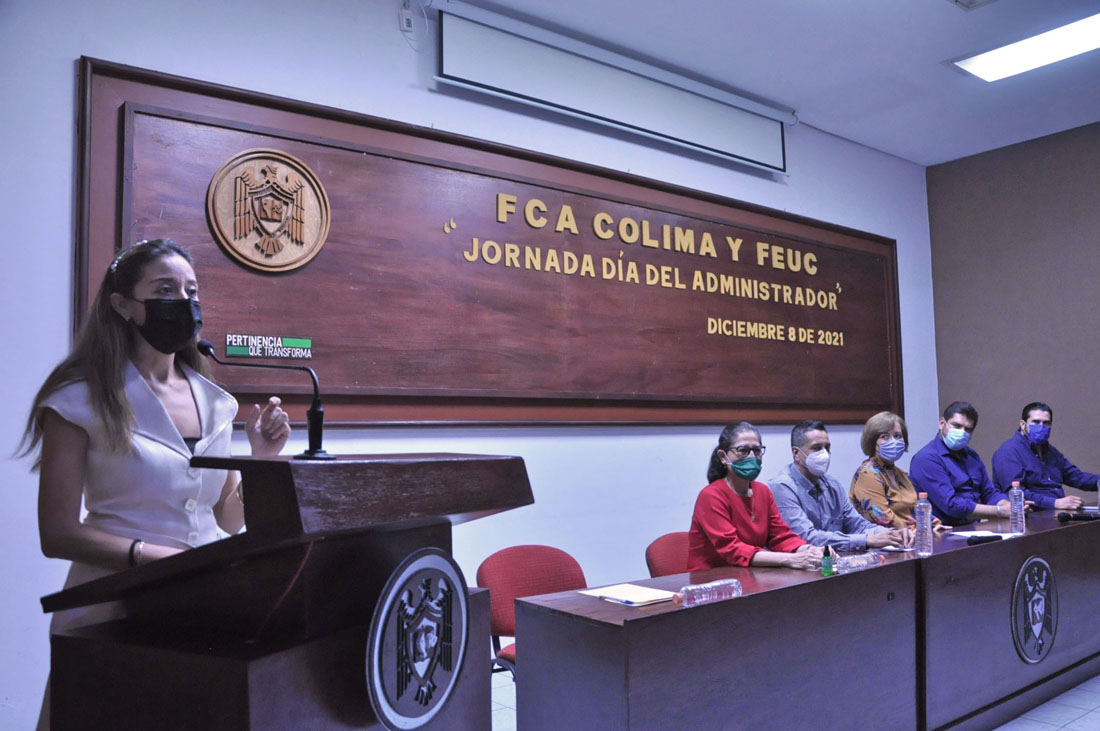 FCA COLIMA Y FEUC
"JORNADA DÍA DEL ADMINISTRADOR"
DICIEMBRE 8 DE 2021
PERTINENCIA
QUE TRANSFORMA